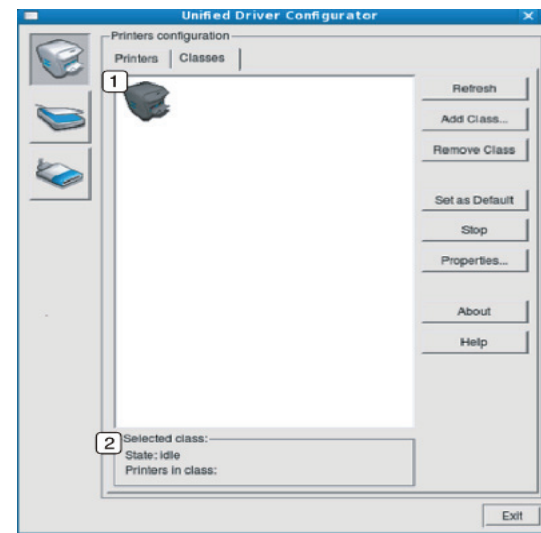 Unified Driver Configurator
Printers configuration
Printers Classes
1
Refresh
Add Class...
Remove Class
Set as Default
Stop
Properties...
About
Help
2
Selected class:
State: idle
Printers in class:
Exit